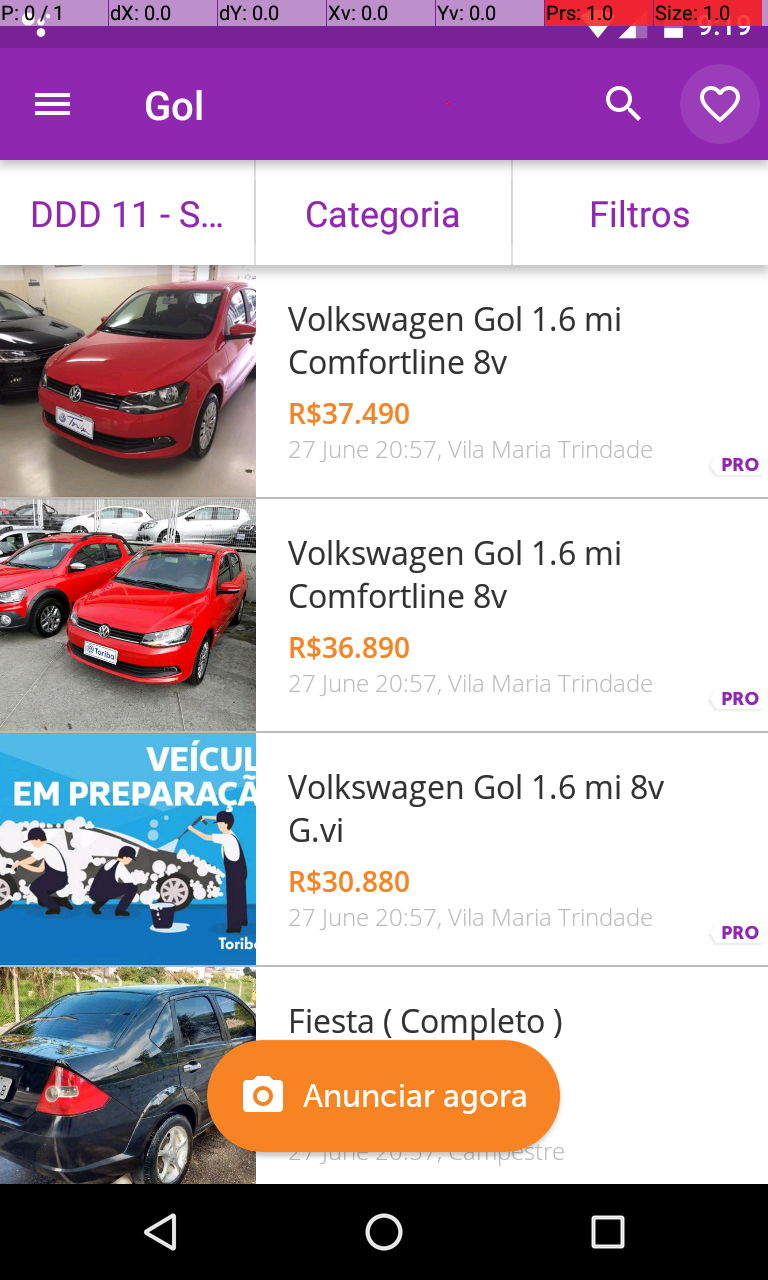 P: 0 / 1 dX: 0.0 dY: 0.0 Xv: 0.0 Yv: 0.0 Prs: 1.0 Size: 1.0
9:19
Gol
DDD 11 - S... Categoria Filtros
Volkswagen Gol 1.6 mi
Comfortline 8v
R$37.490
27 June 20:57, Vila Maria Trindade
PRO
Volkswagen Gol 1.6 mi
Comfortline 8v
R$36.890
27 June 20:57, Vila Maria Trindade
PRO
Toriba
VEÍCUL
EM PREPARAÇÃ
Toriba
Volkswagen Gol 1.6 mi 8v
G.vi
R$30.880
27 June 20:57, Vila Maria Trindade
PRO
Fiesta ( Completo )
Anunciar agora
27 June 20:57, Campestre